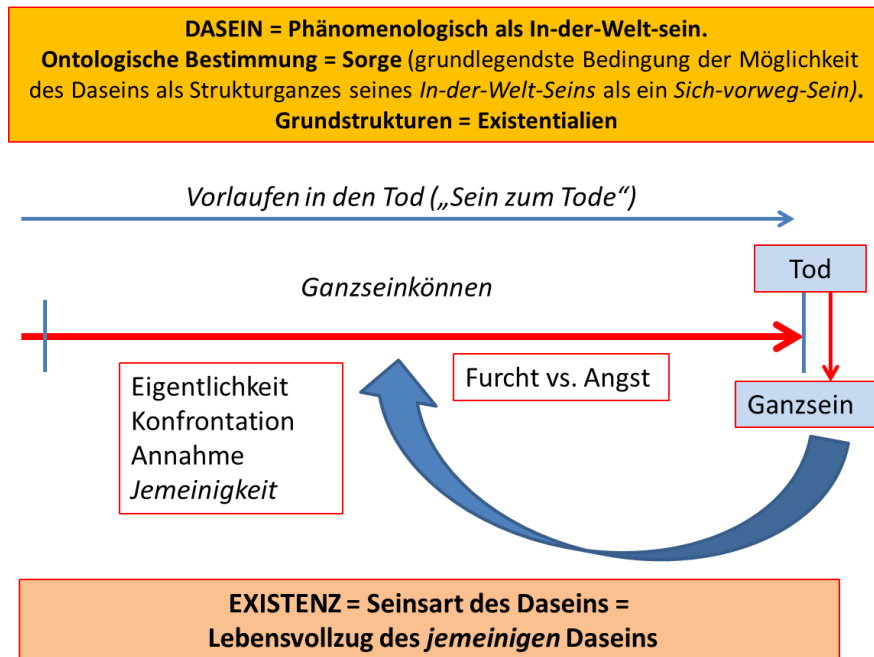 DASEIN = Phänomenologisch als In-der-Welt-sein.
Ontologische Bestimmung = Sorge (grundlegendste Bedingung der Möglichkeit
des Daseins als Strukturganzes seines In-der-Welt-Seins als ein Sich-vorweg-Sein).
Grundstrukturen = Existentialien
Vorlaufen in den Tod („Sein zum Tode“)
Tod
Ganzseinkönnen
Furcht vs. Angst
Eigentlichkeit
Konfrontation
Annahme
Jemeinigkeit
Ganzsein
EXISTENZ = Seinsart des Daseins =
Lebensvollzug des jemeinigen Daseins